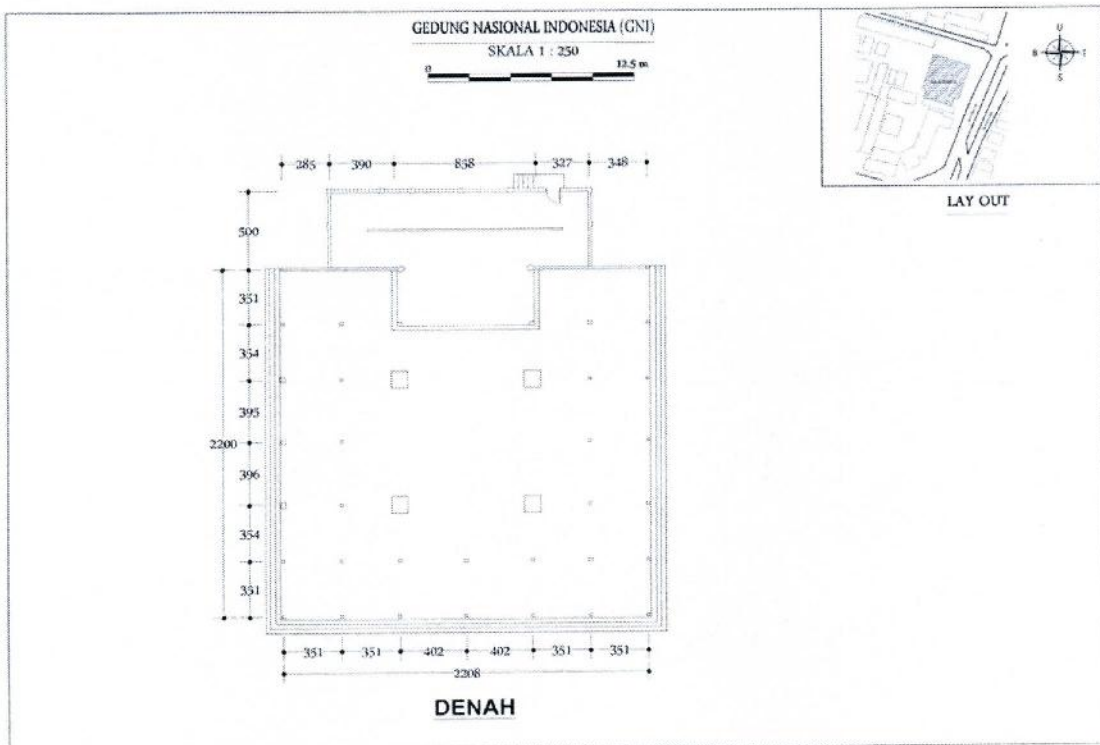 GEDUNG NASIONAL INDONESIA (GNI)
SKALA 1 : 250
0 12.5 m
U
B T
S
LAY OUT
285 390 858 327 348
500
351
354
395
2200
396
354
351
351 351 402 402 351 351
2208
DENAH